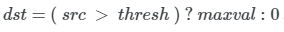 dst = ( src > thresh ) ? maxval : 0